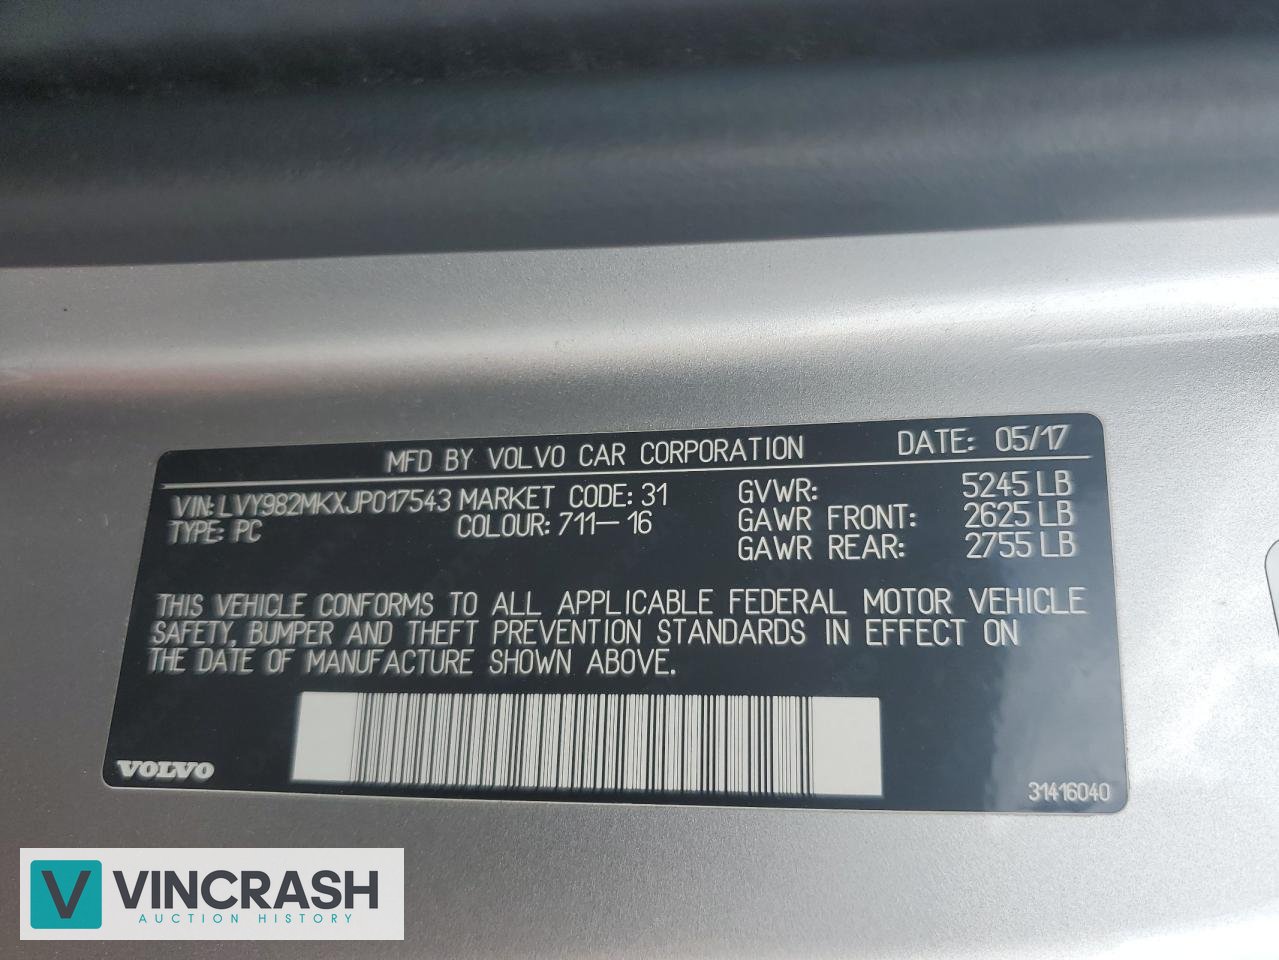 MFD BY VOLVO CAR CORPORATION DATE: 05/17
VIN: LVY982MKXJP017543 MARKET CODE: 31 GVWR: 5245 LB
TYPE: PC COLOUR: 711-16 GAWR FRONT: 2625 LB
GAWR REAR: 2755 LB
THIS VEHICLE CONFORMS TO ALL APPLICABLE FEDERAL MOTOR VEHICLE
SAFETY, BUMPER AND THEFT PREVENTION STANDARDS IN EFFECT ON
THE DATE OF MANUFACTURE SHOWN ABOVE.
VOLVO 31416040
V VINCRASH
AUCTION HISTORY